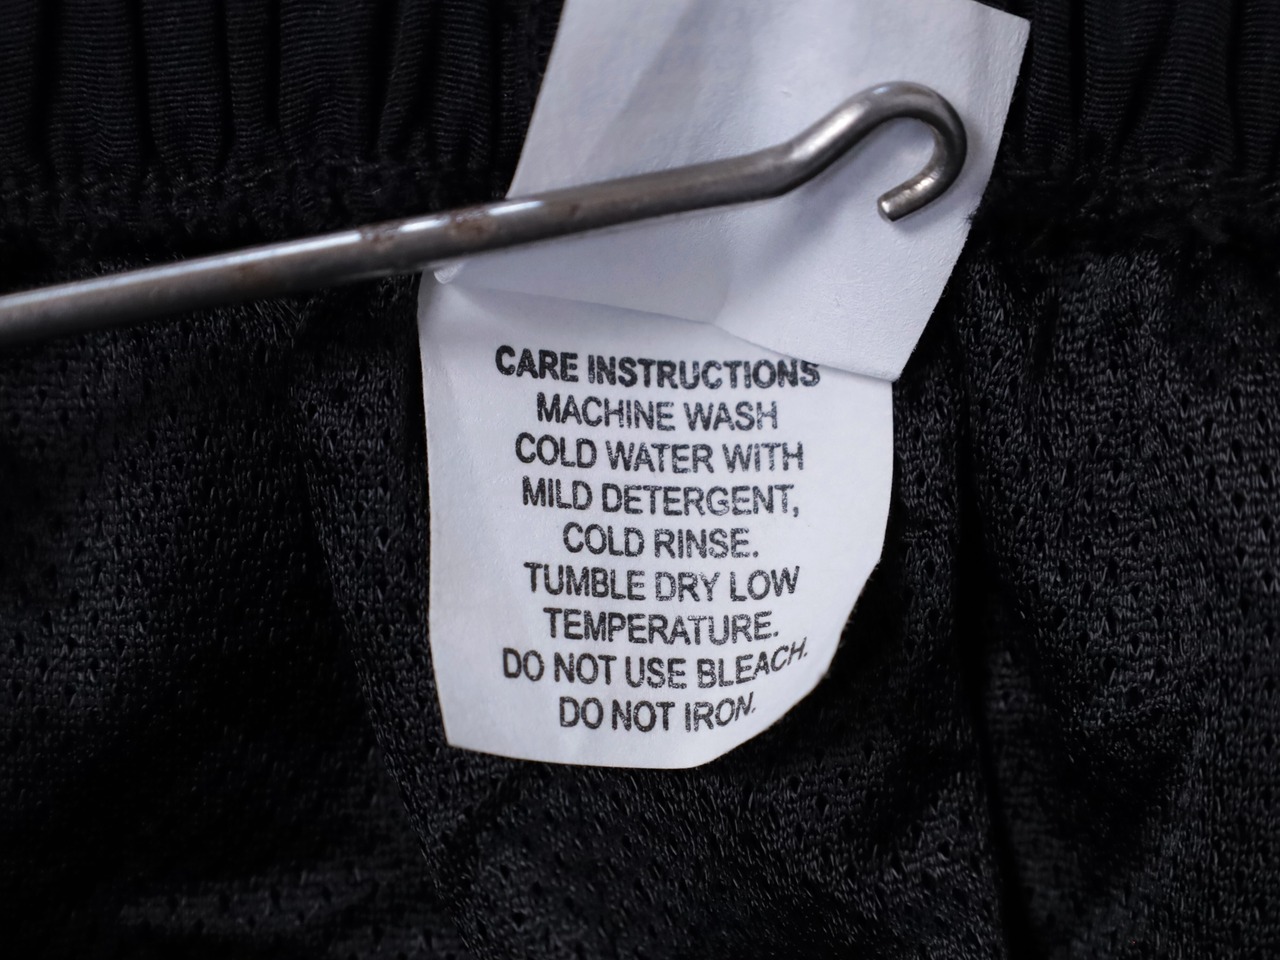 CARE INSTRUCTIONS
MACHINE WASH
COLD WATER WITH
MILD DETERGENT,
COLD RINSE.
TUMBLE DRY LOW
TEMPERATURE.
DO NOT USE BLEACH.
DO NOT IRON.